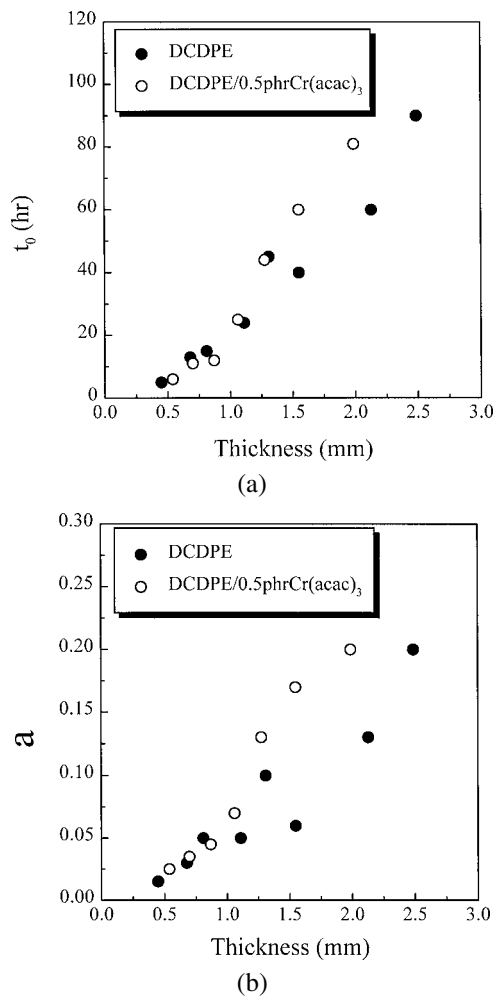 120
100
80
60
40
20
0
t₀ (hr)
DCDPE
DCDPE/0.5phrCr(acac)₃
0.0 0.5 1.0 1.5 2.0 2.5 3.0
Thickness (mm)
(a)
0.30
0.25
0.20
0.15
0.10
0.05
0.00
a
DCDPE
DCDPE/0.5phrCr(acac)₃
0.0 0.5 1.0 1.5 2.0 2.5 3.0
Thickness (mm)
(b)